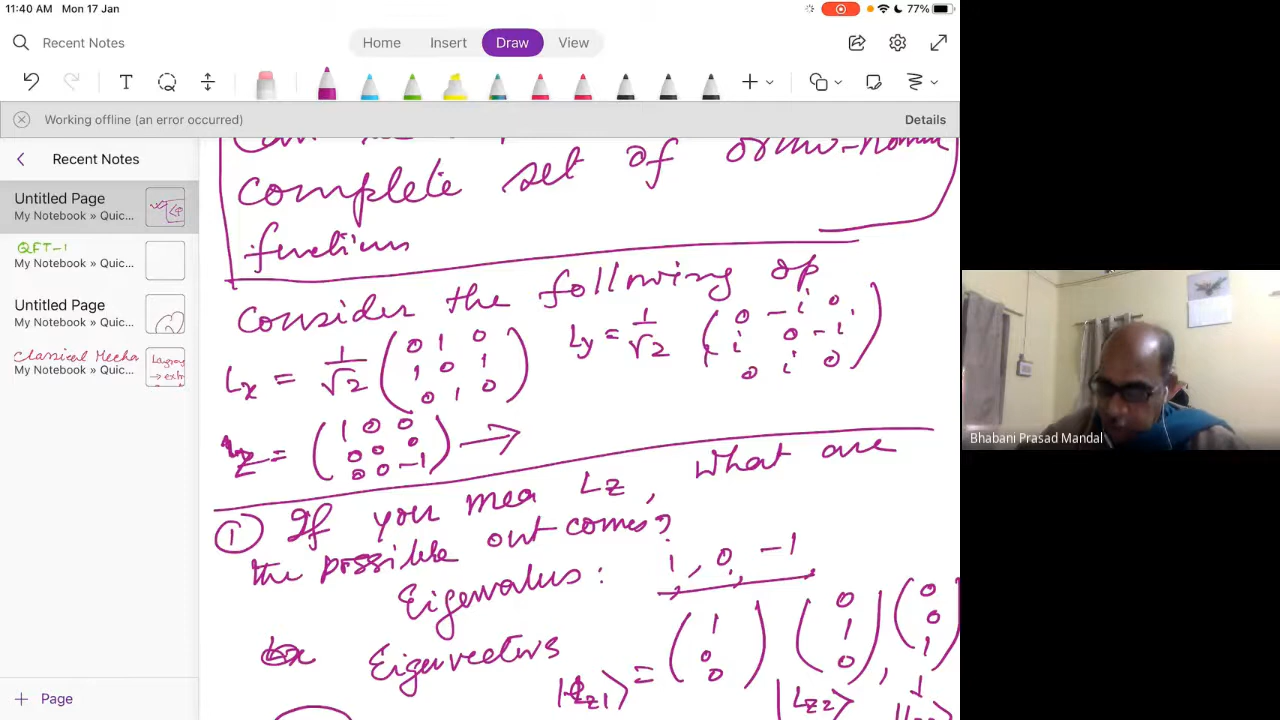 11:40 AM Mon 17 Jan
77%
Recent Notes
Home Insert Draw View
Working offline (an error occurred)
Details
Recent Notes
Untitled Page
My Notebook » Quic...
QFT-1
My Notebook » Quic...
Untitled Page
My Notebook » Quic...
Classical Mecha
My Notebook » Quic...
Page
complete set of
functions
Consider the following op
Lx = 1/√2 (0 1 0; 1 0 1; 0 1 0) Ly = 1/√2 (0 -i 0; i 0 -i; 0 i 0)
Lz = (1 0 0; 0 0 0; 0 0 -1) →
① If you mea Lz, what are
the possible outcomes?
Eigenvalus : 1, 0, -1
Eigenvectors = (1 0 0) (0 1 0), (0 0 1)
|Lz1> |Lz2>
Bhabani Prasad Mandal